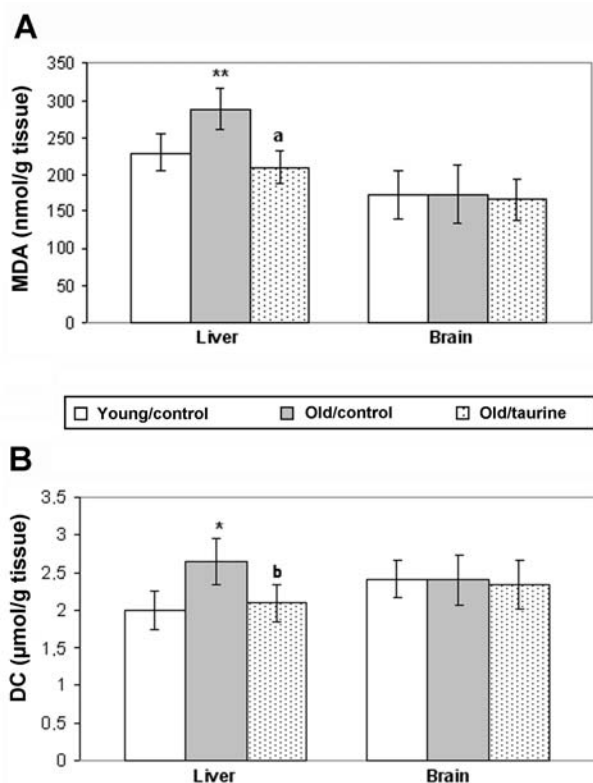 A
MDA (nmol/g tissue)
350
300
250
200
150
100
50
0
**
a
Liver
Brain
Young/control
Old/control
Old/taurine
B
DC (µmol/g tissue)
3.5
3
2.5
2
1.5
1
0.5
0
*
b
Liver
Brain